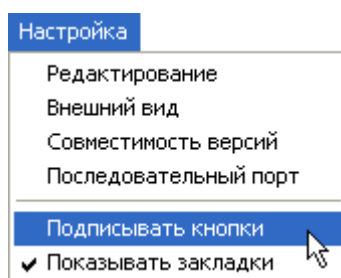 Настройка
Редактирование
Внешний вид
Совместимость версий
Последовательный порт
Подписывать кнопки
Показывать закладки